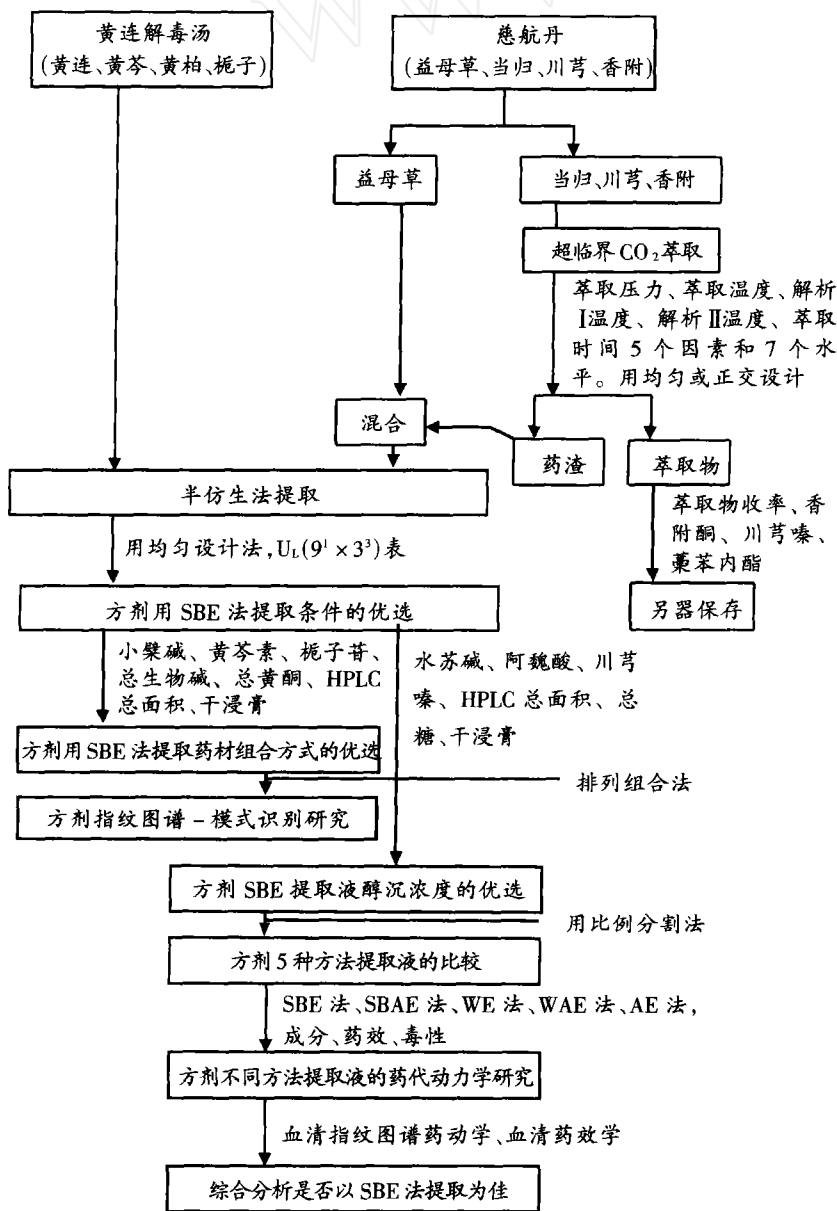 黄连解毒汤
(黄连、黄芩、黄柏、栀子)
慈航丹
(益母草、当归、川芎、香附)
益母草
当归、川芎、香附
超临界CO₂萃取
萃取压力、萃取温度、解析
Ⅰ温度、解析Ⅱ温度、萃取
时间5个因素和7个水
平。用均匀或正交设计
混合
药渣
萃取物
半仿生法提取
萃取物收率、香
附酮、川芎嗪、
藁苯内酯
另器保存
用均匀设计法,U_L(9¹×3³)表
方剂用SBE法提取条件的优选
小檗碱、黄芩素、栀子苷、
总生物碱、总黄酮、HPLC
总面积、干浸膏
水苏碱、阿魏酸、川芎
嗪、HPLC总面积、总
糖、干浸膏
方剂用SBE法提取药材组合方式的优选
排列组合法
方剂指纹图谱-模式识别研究
方剂SBE提取液醇沉浓度的优选
用比例分割法
方剂5种方法提取液的比较
SBE法、SBAE法、WE法、WAE法、AE法,
成分、药效、毒性
方剂不同方法提取液的药代动力学研究
血清指纹图谱药动学、血清药效学
综合分析是否以SBE法提取为佳